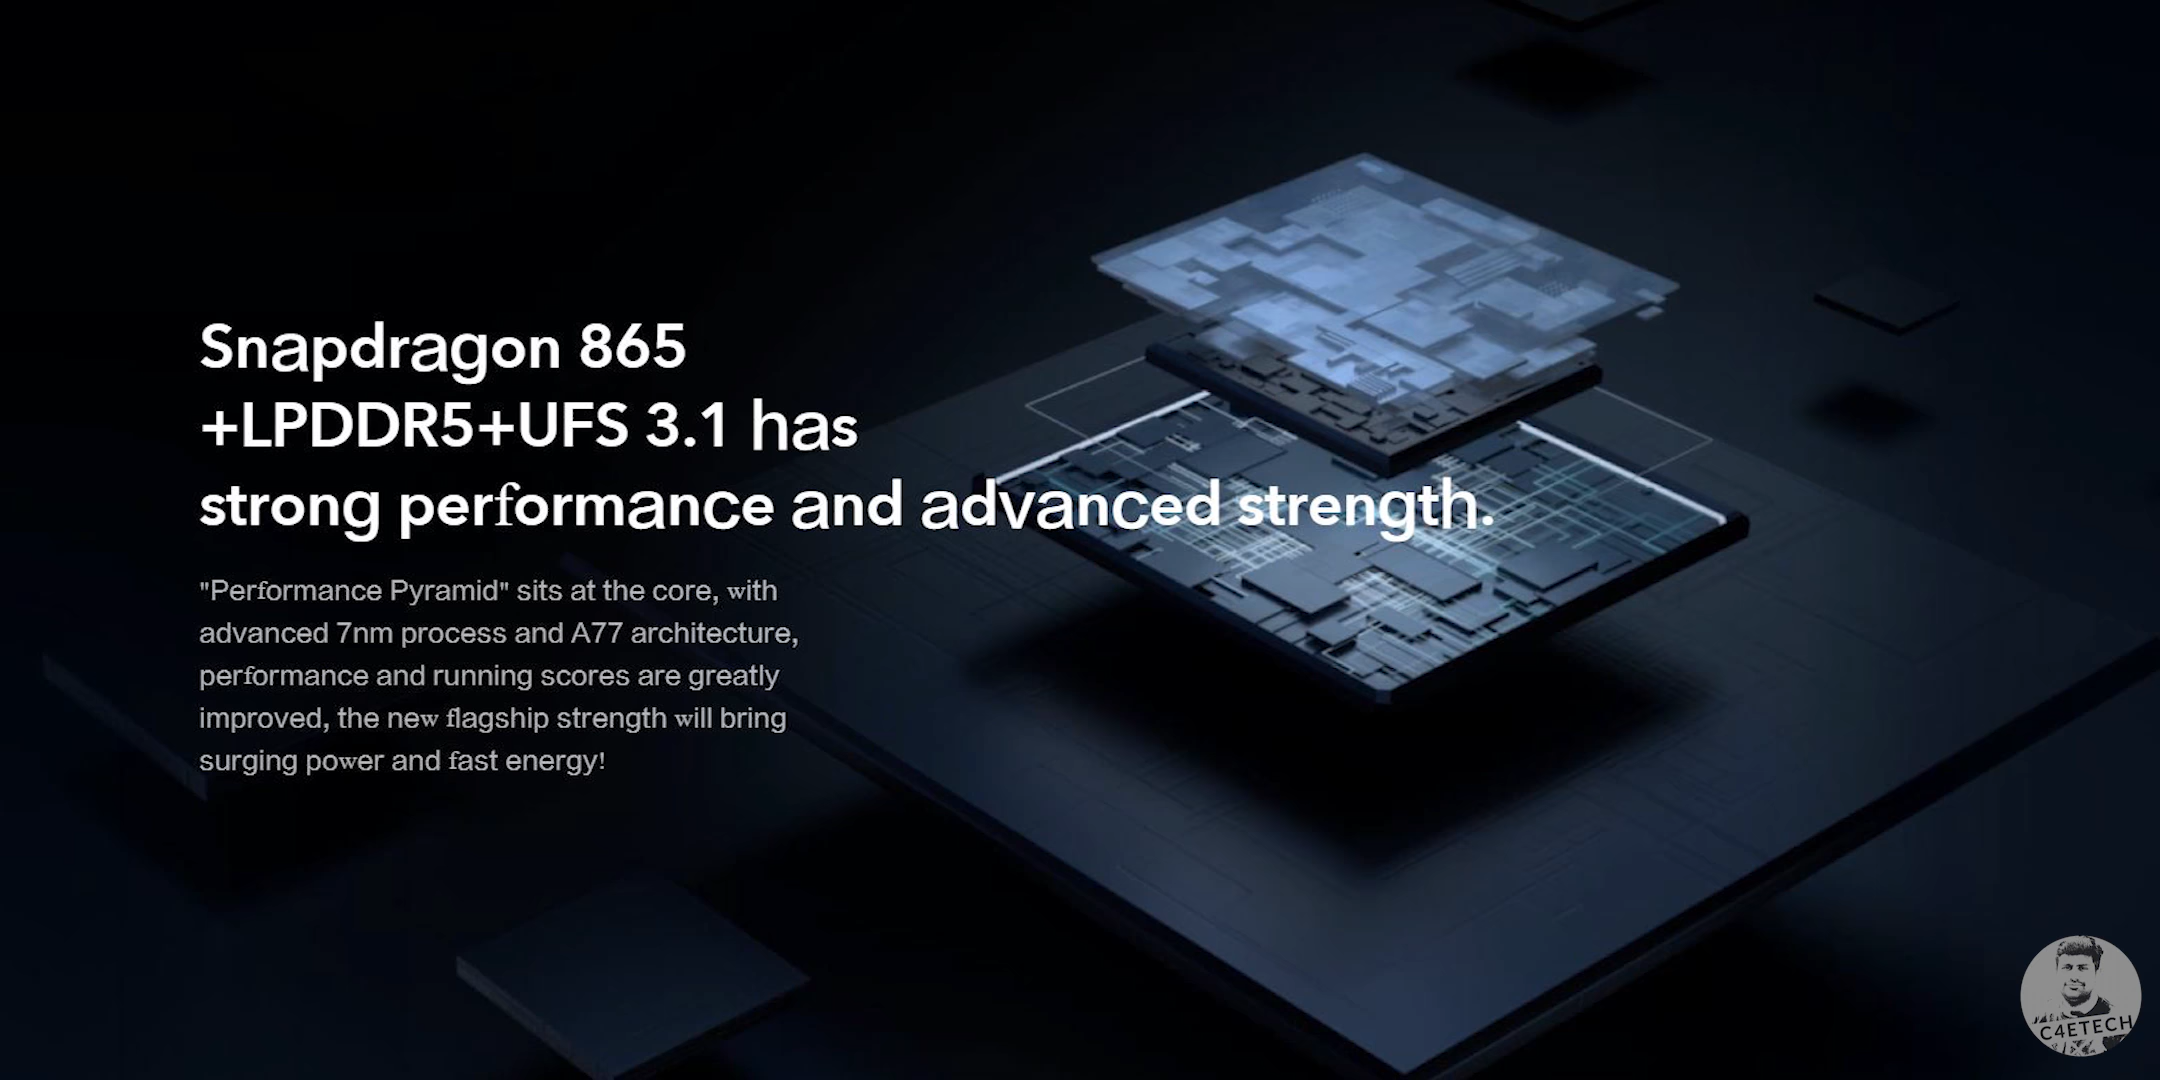 Snapdragon 865
+LPDDR5+UFS 3.1 has
strong performance and advanced strength.
"Performance Pyramid" sits at the core, with
advanced 7nm process and A77 architecture,
performance and running scores are greatly
improved, the new flagship strength will bring
surging power and fast energy!
C4ETECH